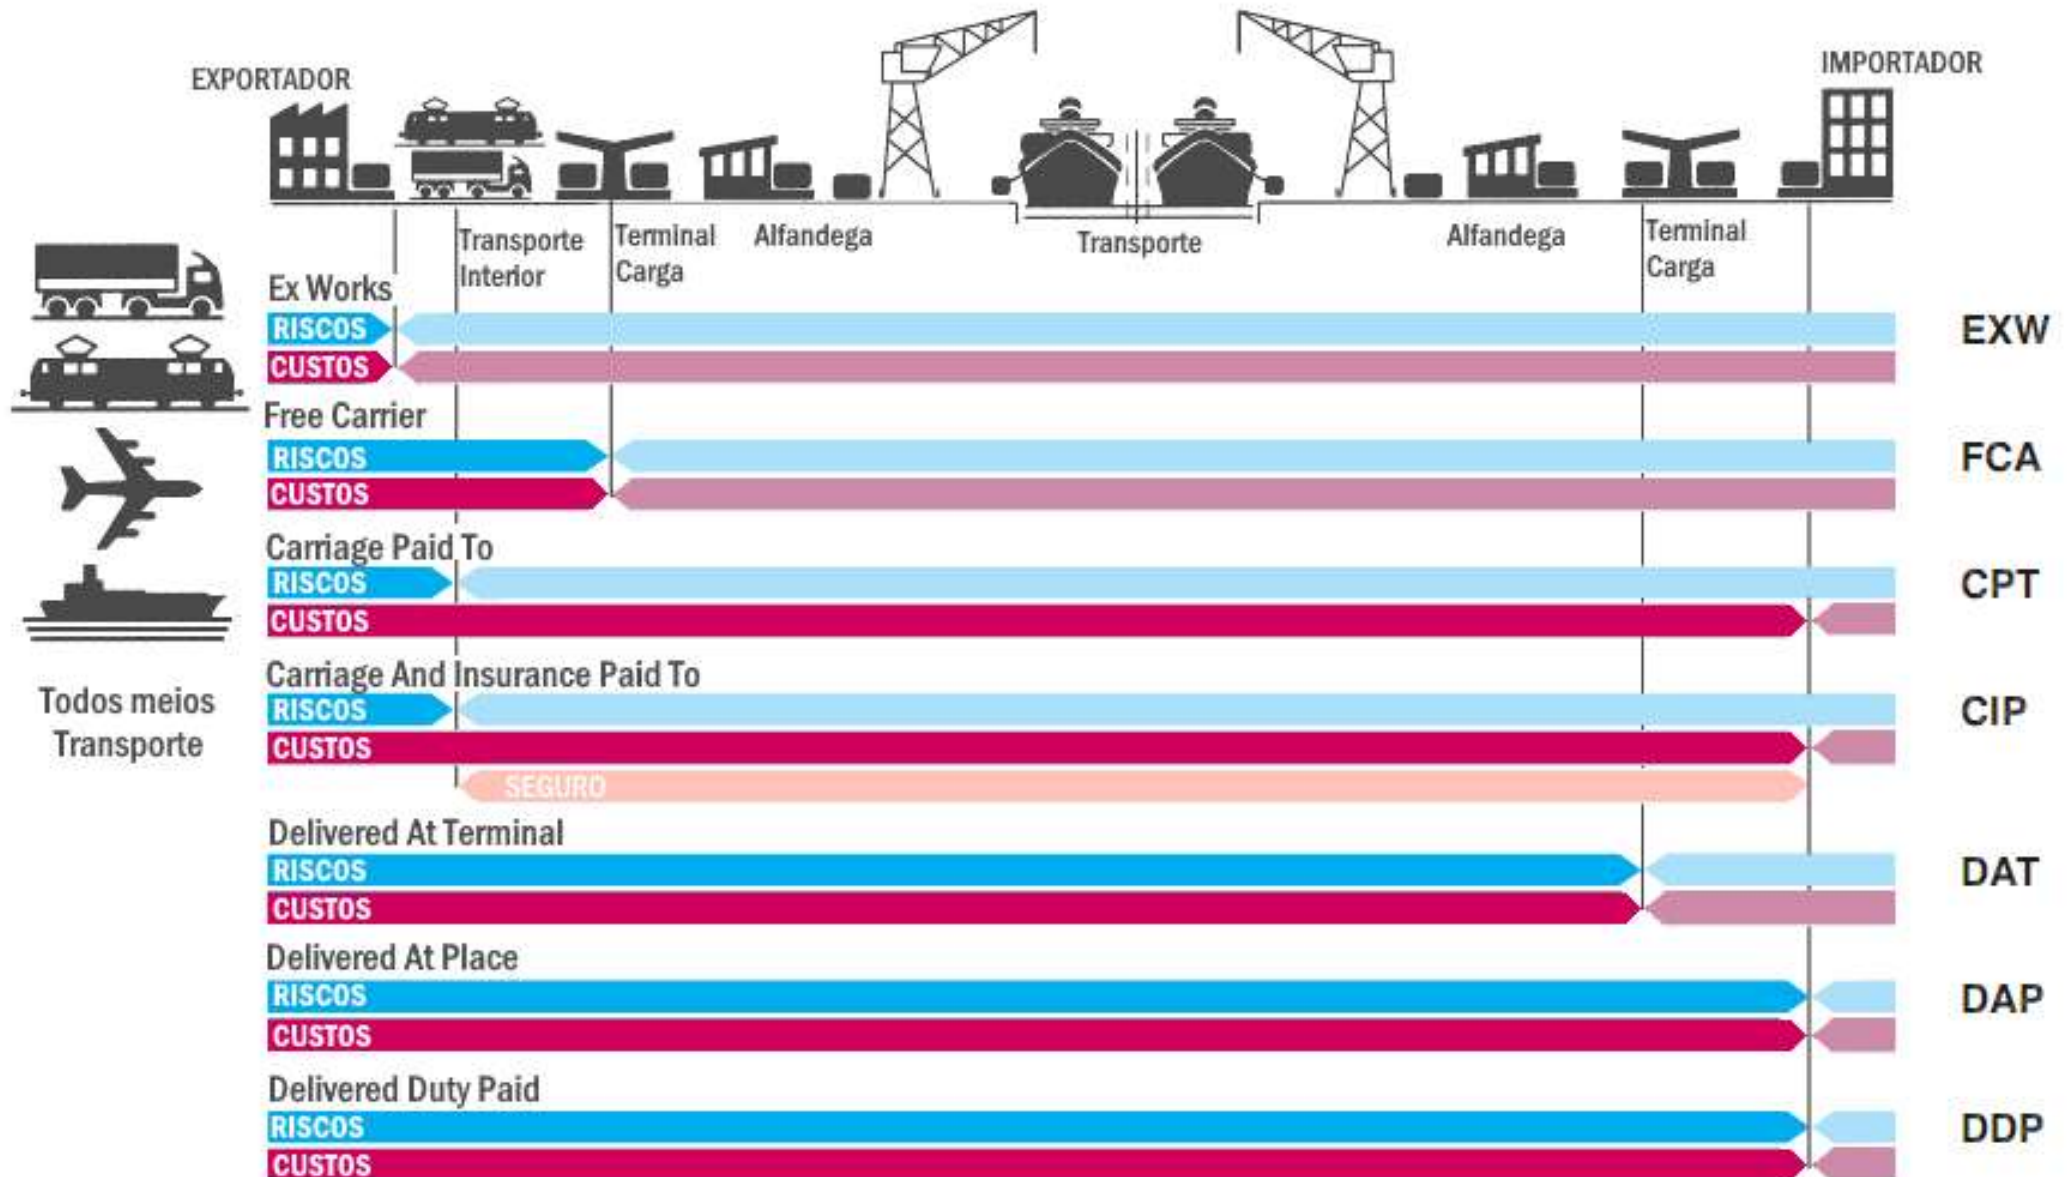 EXPORTADOR
IMPORTADOR
Transporte
Interior
Terminal
Carga
Alfandega
Transporte
Alfandega
Terminal
Carga
Ex Works
RISCOS
EXW
CUSTOS
Free Carrier
RISCOS
FCA
CUSTOS
Carriage Paid To
RISCOS
CPT
CUSTOS
Carriage And Insurance Paid To
RISCOS
CIP
CUSTOS
SEGURO
Todos meios
Transporte
Delivered At Terminal
RISCOS
DAT
CUSTOS
Delivered At Place
RISCOS
DAP
CUSTOS
Delivered Duty Paid
RISCOS
DDP
CUSTOS